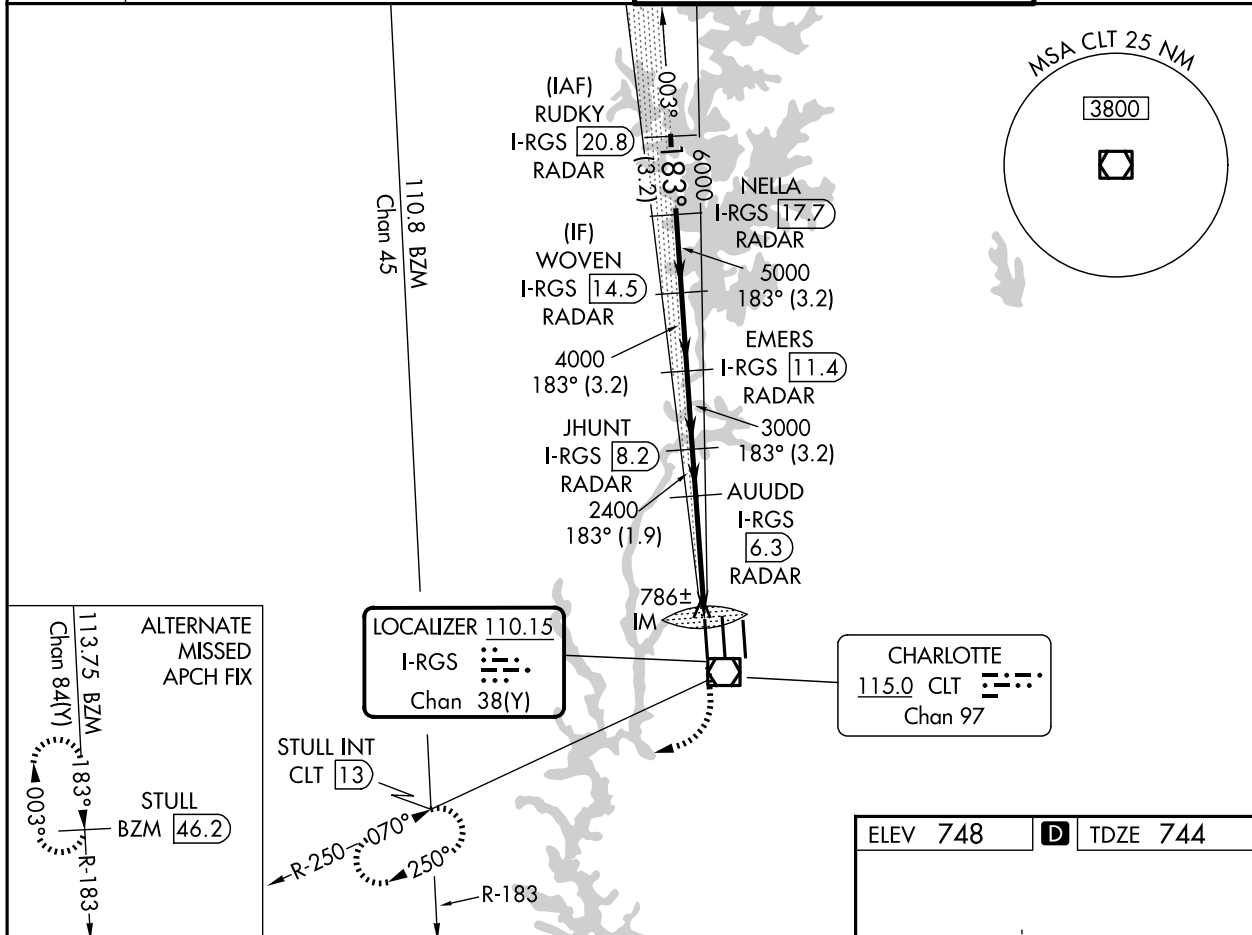 MSA CLT 25 NM
3800
(IAF)
RUDKY
I-RGS 20.8
RADAR
003°
183°
(3.2)
6000
110.8 BZM
Chan 45
NELLA
I-RGS 17.7
RADAR
5000
183° (3.2)
(IF)
WOVEN
I-RGS 14.5
RADAR
4000
183° (3.2)
EMERS
I-RGS 11.4
RADAR
3000
183° (3.2)
JHUNT
I-RGS 8.2
RADAR
2400
183° (1.9)
AUUDD
I-RGS
6.3
RADAR
786±
IM
LOCALIZER 110.15
I-RGS
Chan 38(Y)
CHARLOTTE
115.0 CLT
Chan 97
ALTERNATE
MISSED
APCH FIX
113.75 BZM
Chan 84(Y)
183°
003°
STULL
BZM 46.2
R-183
STULL INT
CLT 13
R-250
070°
250°
R-183
ELEV 748 D TDZE 744